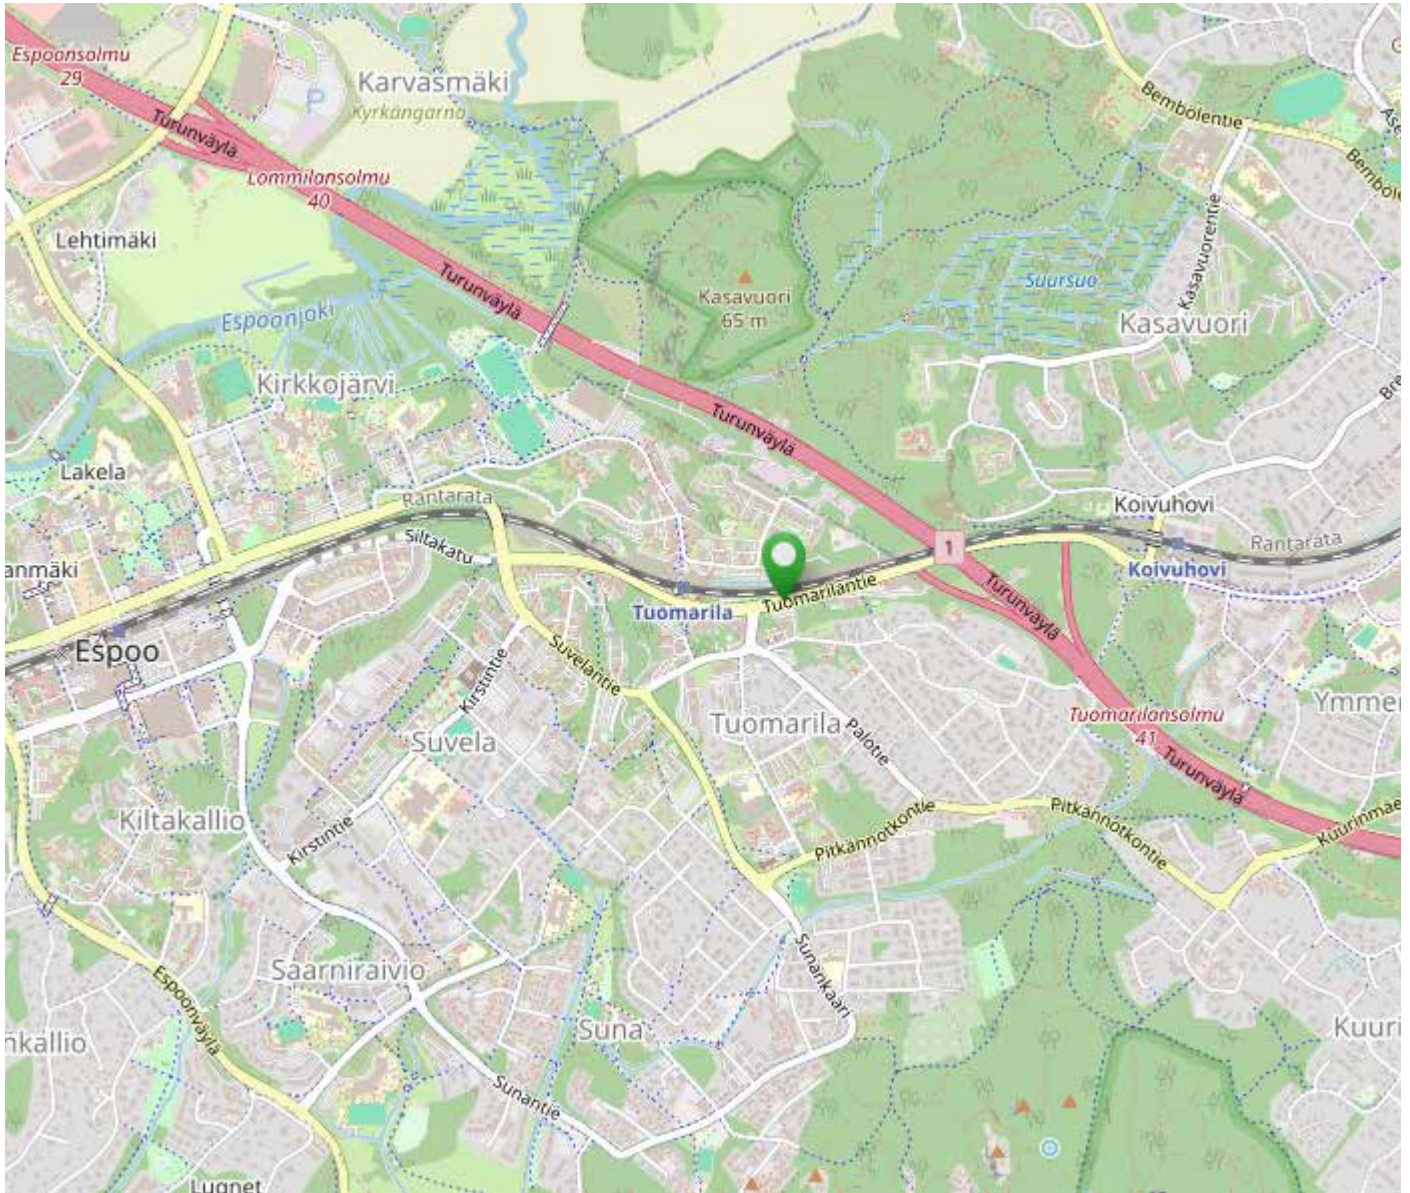 Espoonsolmu
29
Turunväylä
Karvasmäki
Kyrkängarna
P
Lommilansolmu
40
Bembölentie
Lehtimäki
Turunväylä
Kasavuori
65 m
Suursuo
Kasavuorentie
Kasavuori
Espoonjoki
Kirkkojärvi
Turunväylä
Lakela
Rantarata
Siltakatu
Koivuhovi
1
Rantarata
Koivuhovi
anmäki
Tuomarila
Tuomarilantie
Turunväylä
Espoo
Suvelantie
Kirstintie
Ymmer
Tuomarilansolmu
41
Tuomarila
Palotie
Suvela
Turunväylä
Kiltakallio
Kirstintie
Pitkännotkontie
Pitkännotkontie
Kuurinmäe
Sunankaari
Saarniraivio
Espoonväylä
Suna
nkallio
Kuuri
Sunantie
Lugnet